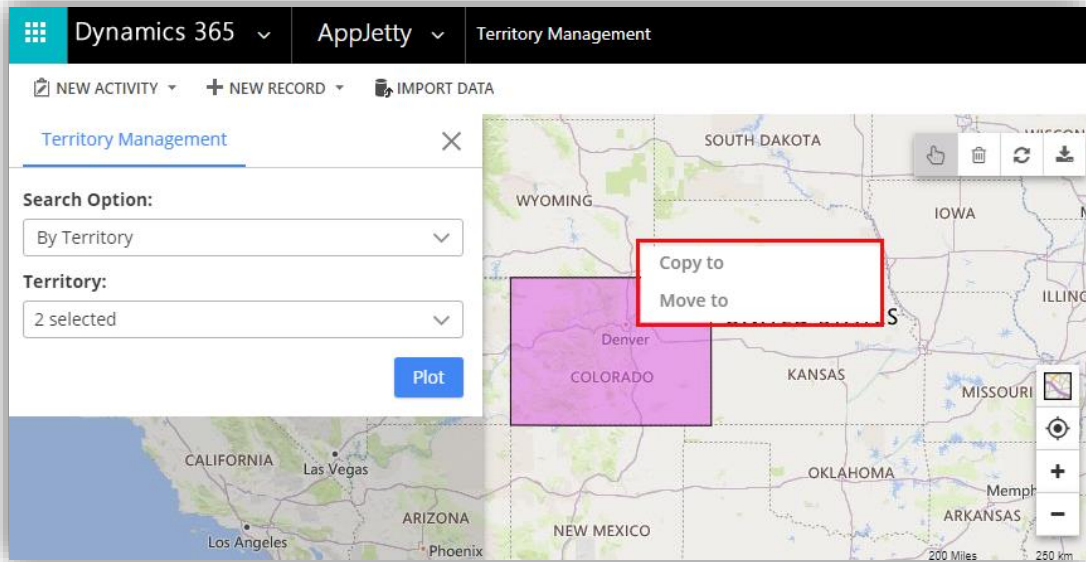 Dynamics 365 AppJetty Territory Management
NEW ACTIVITY NEW RECORD IMPORT DATA
Territory Management
Search Option:
By Territory
Territory:
2 selected
Plot
SOUTH DAKOTA
WYOMING
IOWA
Copy to
Move to
Denver
COLORADO
KANSAS
MISSOURI
CALIFORNIA
Las Vegas
OKLAHOMA
ARIZONA
NEW MEXICO
ARKANSAS
Los Angeles
Phoenix
200 Miles 250 km